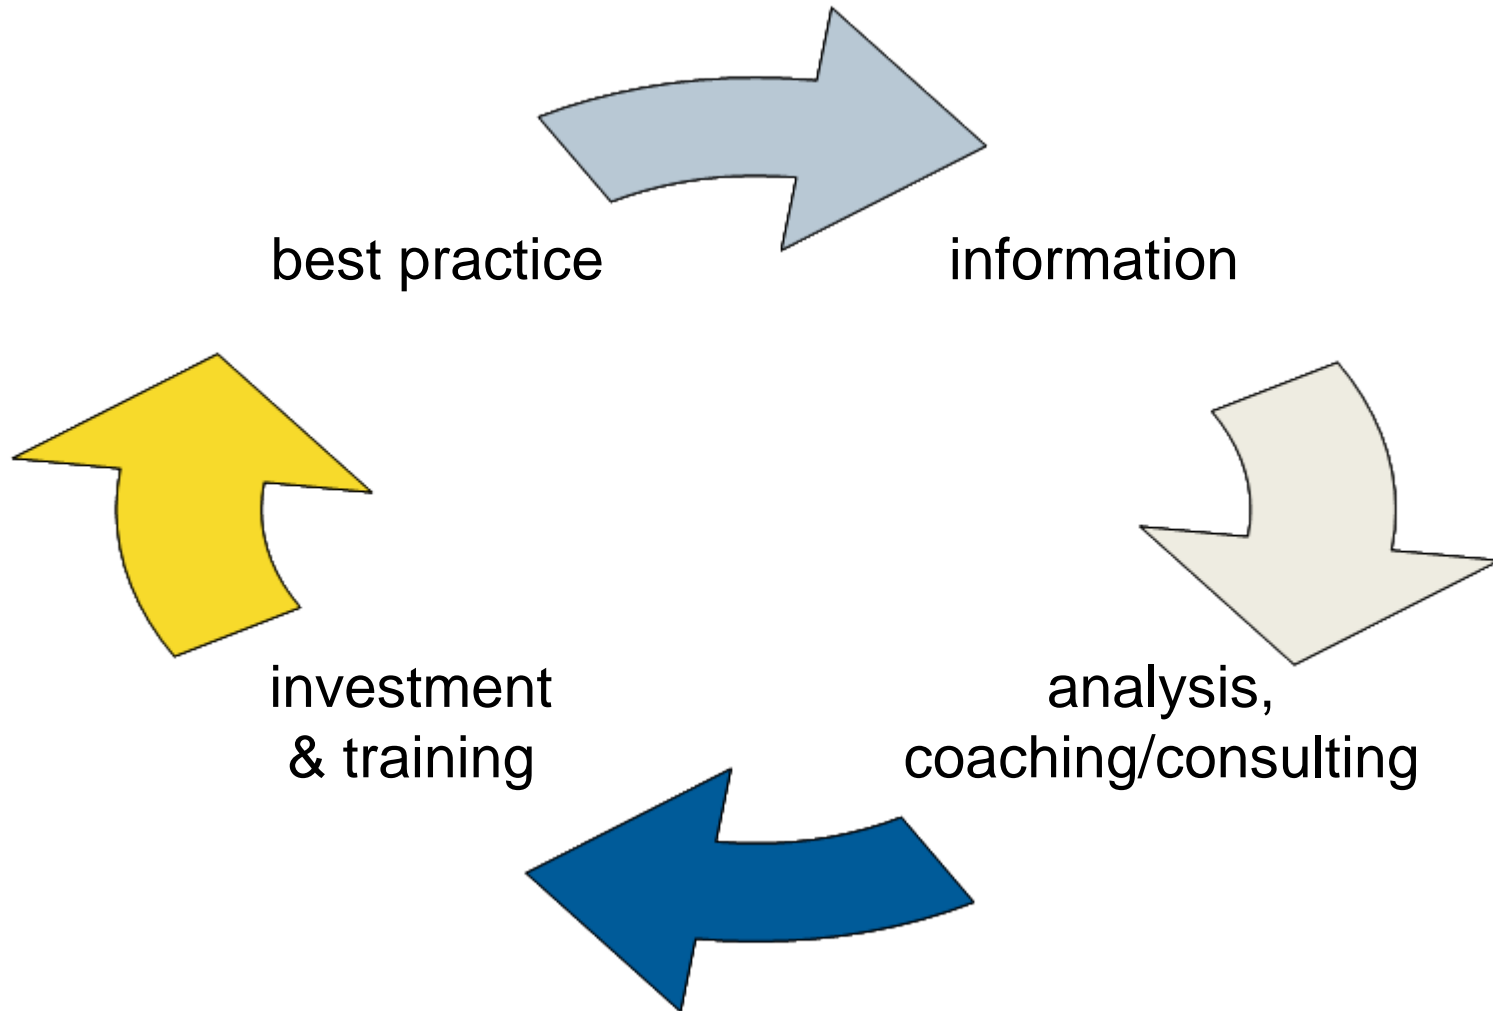 best practice
information
investment
& training
analysis,
coaching/consulting